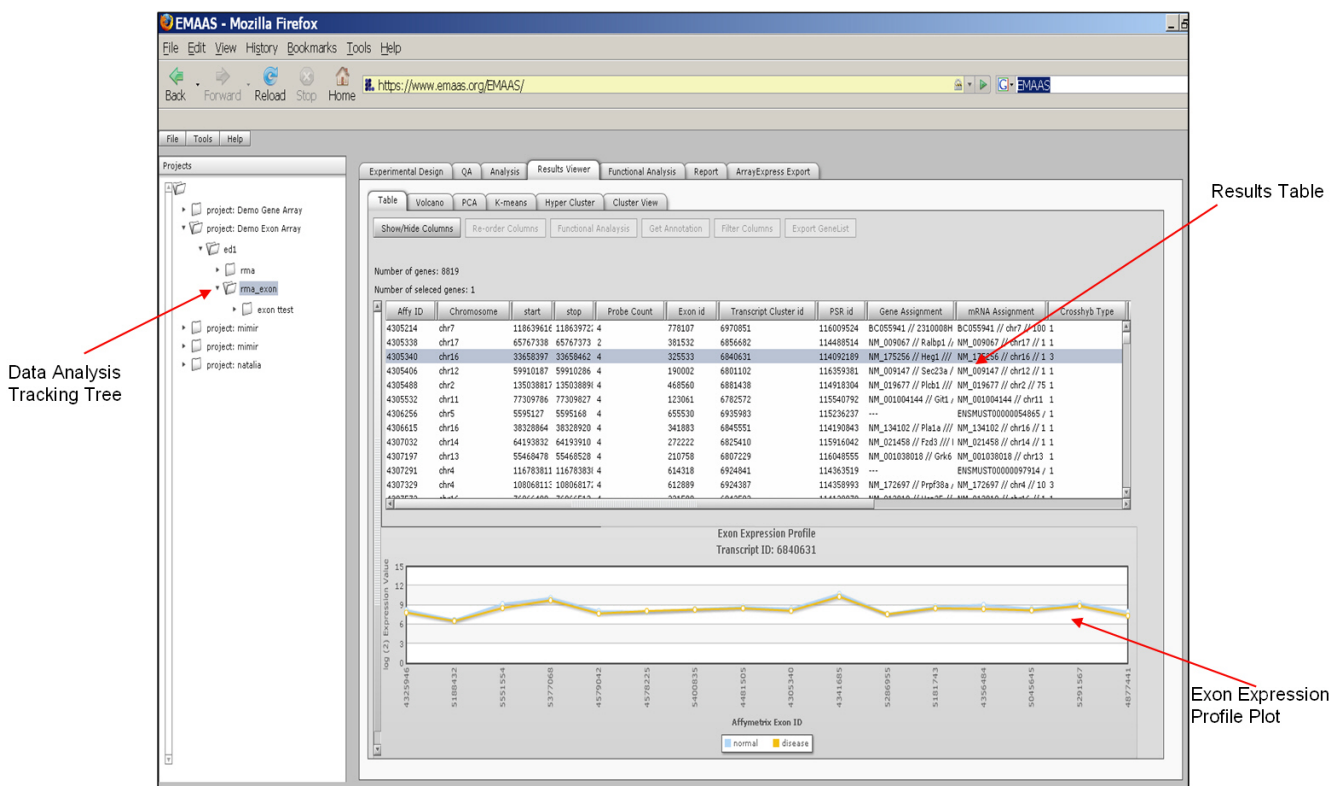 EMAAS - Mozilla Firefox
File Edit View History Bookmarks Tools Help
Back Forward Reload Stop Home https://www.emaas.org/EMAAS/ EMAAS
File Tools Help
Projects
project: Demo Gene Array
project: Demo Exon Array
ed1
rma
rma_exon
exon ttest
project: mimir
project: mimir
project: natalia
Data Analysis
Tracking Tree
Experimental Design QA Analysis Results Viewer Functional Analysis Report ArrayExpress Export
Table Volcano PCA K-means Hyper Cluster Cluster View
Show/Hide Columns Re-order Columns Functional Analaysis Get Annotation Filter Columns Export GeneList
Number of genes: 8819
Number of seleced genes: 1
Affy ID Chromosome start stop Probe Count Exon id Transcript Cluster id PSR id Gene Assignment mRNA Assignment Crosshyb Type
4305214 chr7 11863961 11863972 4 778107 6970851 116009524 BC055941 // 2310008H BC055941 // chr7 // 100 1
4305338 chr17 65767338 65767373 2 381532 6856682 114488514 NM_009067 // Ralbp1 / NM_009067 // chr17 // 1 1
4305340 chr16 33658397 33658462 4 325533 6840631 114092189 NM_175256 // Heg1 /// NM_175256 // chr16 // 1 3
4305406 chr12 59910187 59910286 4 190002 6801102 116359381 NM_009147 // Sec23a / NM_009147 // chr12 // 1 1
4305488 chr2 135038817 13503889 4 468560 6881438 114918304 NM_019677 // Plcb1 /// NM_019677 // chr2 // 75 1
4305532 chr11 77309786 77309827 4 123061 6782572 115540792 NM_001004144 // Git1 / NM_001004144 // chr11 1
4306256 chr5 5595127 5595168 4 655530 6935983 115236237 --- ENSMUST00000054865 / 1
4306615 chr16 38328864 38328920 4 341883 6845551 114190843 NM_134102 // Pla1a /// NM_134102 // chr16 // 1 1
4307032 chr14 64193832 64193910 4 272222 6825410 115916042 NM_021458 // Fzd3 /// NM_021458 // chr14 // 1 1
4307197 chr13 55468478 55468528 4 210758 6807229 116048555 NM_001038018 // Grk6 NM_001038018 // chr13 1
4307291 chr4 116783811 11678383 4 614318 6924841 114363519 --- ENSMUST00000097914 / 1
4307329 chr4 10806811 10806817 4 612889 6924387 114358993 NM_172697 // Prpf38a / NM_172697 // chr4 // 10 3
Results Table
Exon Expression Profile
Transcript ID: 6840631
log (2) Expression Value
15
12
9
6
3
0
4325946 5188432 5551554 5377068 4579042 4578225 5400835 4481505 4305340 4341685 5286955 5181743 4356484 5045645 5291567 4877441
Affymetrix Exon ID
normal disease
Exon Expression
Profile Plot